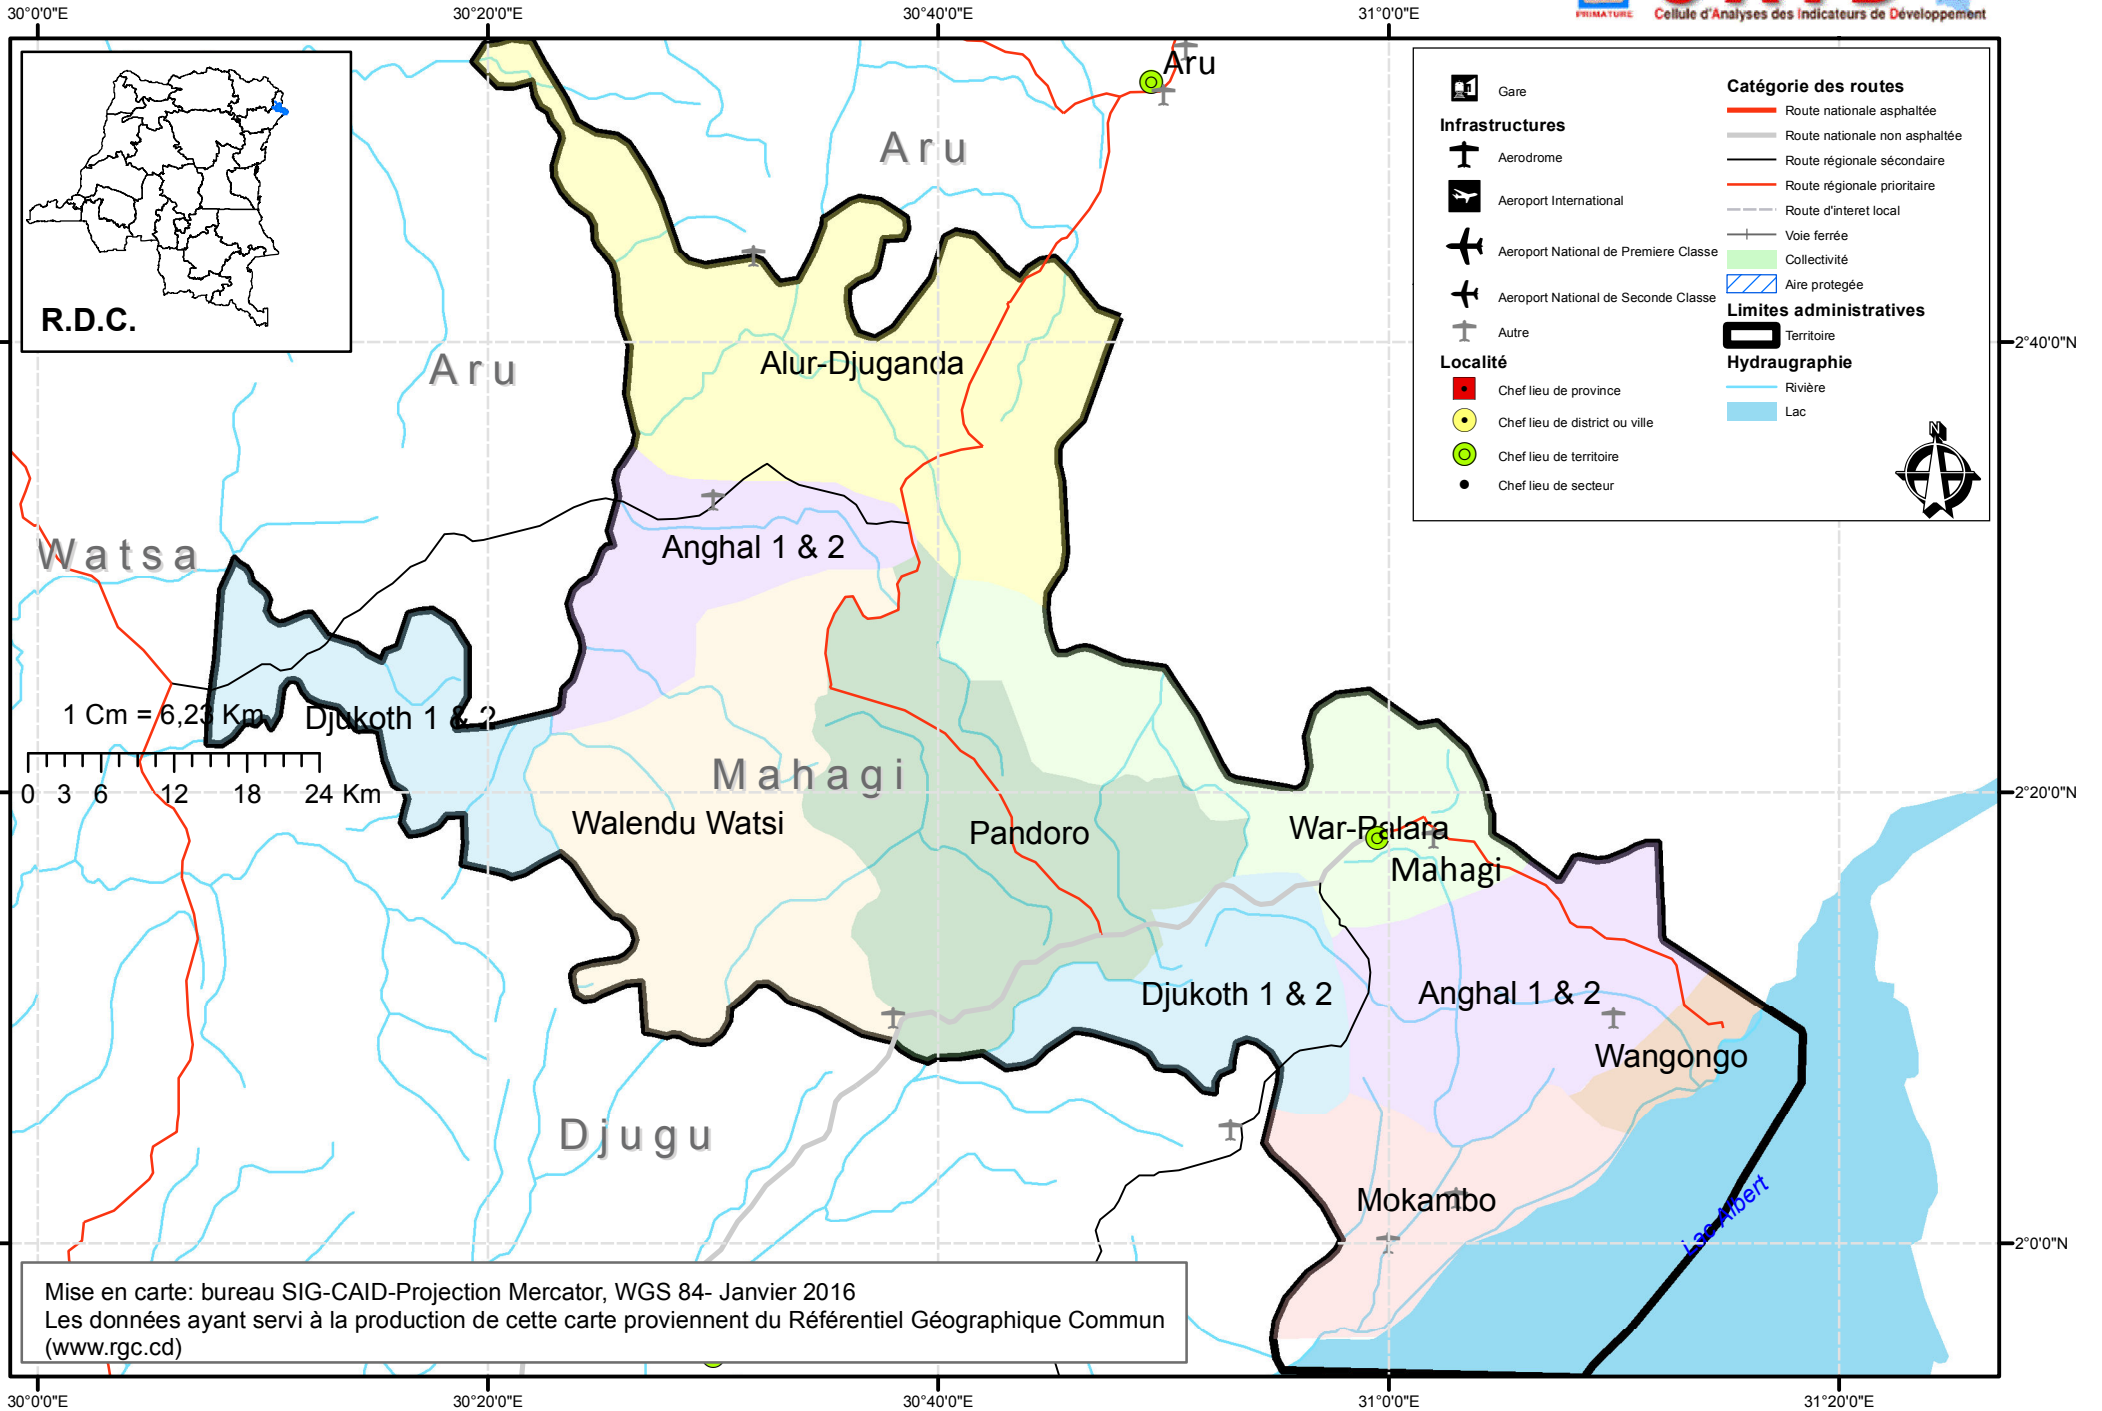 30°0'0"E
30°20'0"E
30°40'0"E
31°0'0"E
PRIMATURE
Cellule d'Analyses des Indicateurs de Développement
R.D.C.
Gare
Infrastructures
Aerodrome
Aeroport International
Aeroport National de Premiere Classe
Aeroport National de Seconde Classe
Autre
Localité
Chef lieu de province
Chef lieu de district ou ville
Chef lieu de territoire
Chef lieu de secteur
Catégorie des routes
Route nationale asphaltée
Route nationale non asphaltée
Route régionale sécondaire
Route régionale prioritaire
Route d'interet local
Voie ferrée
Collectivité
Aire protegée
Limites administratives
Territoire
Hydraugraphie
Rivière
Lac
N
Aru
Aru
Aru
Alur-Djuganda
2°40'0"N
Watsa
Anghal 1 & 2
1 Cm = 6,23 Km
Djukoth 1 & 2
0 3 6 12 18 24 Km
Mahagi
Walendu Watsi
Pandoro
War-Palara
Mahagi
2°20'0"N
Djukoth 1 & 2
Anghal 1 & 2
Wangongo
Djugu
Mokambo
Lac Albert
2°0'0"N
Mise en carte: bureau SIG-CAID-Projection Mercator, WGS 84- Janvier 2016
Les données ayant servi à la production de cette carte proviennent du Référentiel Géographique Commun
(www.rgc.cd)
30°0'0"E
30°20'0"E
30°40'0"E
31°0'0"E
31°20'0"E